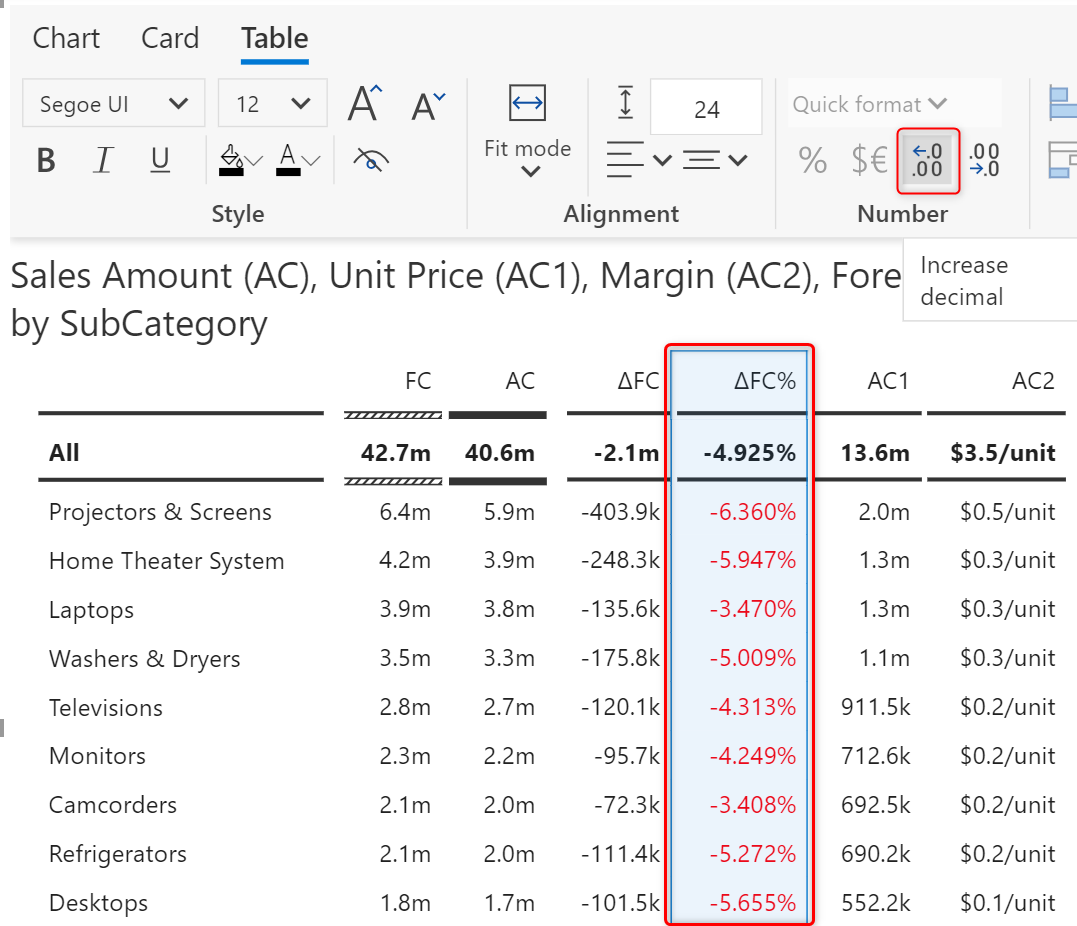 Chart Card Table
Segoe UI 12 A A 24 Quick format
B I U A Fit mode % $€ .0 .00 .00 .0
Style Alignment Number
Increase
decimal
Sales Amount (AC), Unit Price (AC1), Margin (AC2), Fore
by SubCategory
FC AC ΔFC ΔFC% AC1 AC2
All 42.7m 40.6m -2.1m -4.925% 13.6m $3.5/unit
Projectors & Screens 6.4m 5.9m -403.9k -6.360% 2.0m $0.5/unit
Home Theater System 4.2m 3.9m -248.3k -5.947% 1.3m $0.3/unit
Laptops 3.9m 3.8m -135.6k -3.470% 1.3m $0.3/unit
Washers & Dryers 3.5m 3.3m -175.8k -5.009% 1.1m $0.3/unit
Televisions 2.8m 2.7m -120.1k -4.313% 911.5k $0.2/unit
Monitors 2.3m 2.2m -95.7k -4.249% 712.6k $0.2/unit
Camcorders 2.1m 2.0m -72.3k -3.408% 692.5k $0.2/unit
Refrigerators 2.1m 2.0m -111.4k -5.272% 690.2k $0.2/unit
Desktops 1.8m 1.7m -101.5k -5.655% 552.2k $0.1/unit